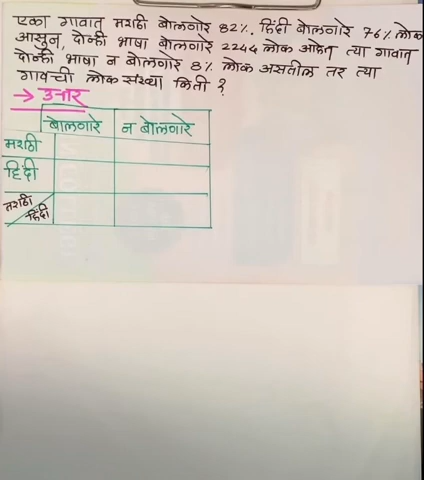 एका गावात मराठी बोलणारे 82%. हिंदी बोलणारे 76% लोक
आसुन, दोन्ही भाषा बोलणारे 2244 लोक आहेत त्या गावात
दोन्ही भाषा न बोलणारे 8% लोक असतील तर त्या
गावची लोक संख्या किती ?
→ उत्तर
बोलणारे न बोलणारे
मराठी
हिंदी
मराठी
हिंदी